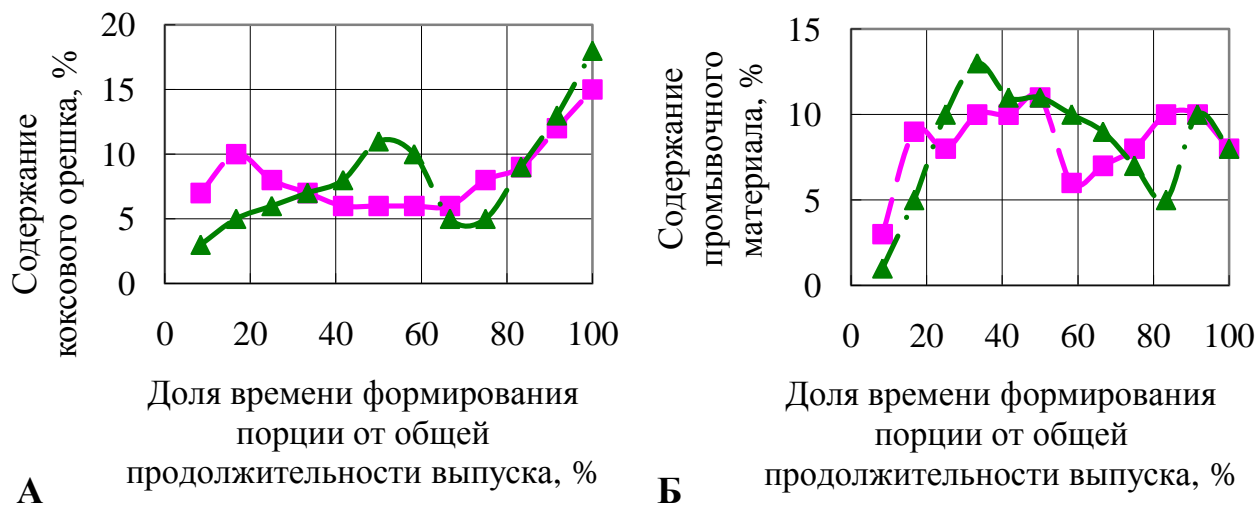 Содержание
коксового орешка, %
20
15
10
5
0
0 20 40 60 80 100
Доля времени формирования
порции от общей
продолжительности выпуска, %
А
Содержание
промывочного
материала, %
15
10
5
0
0 20 40 60 80 100
Доля времени формирования
порции от общей
продолжительности выпуска, %
Б